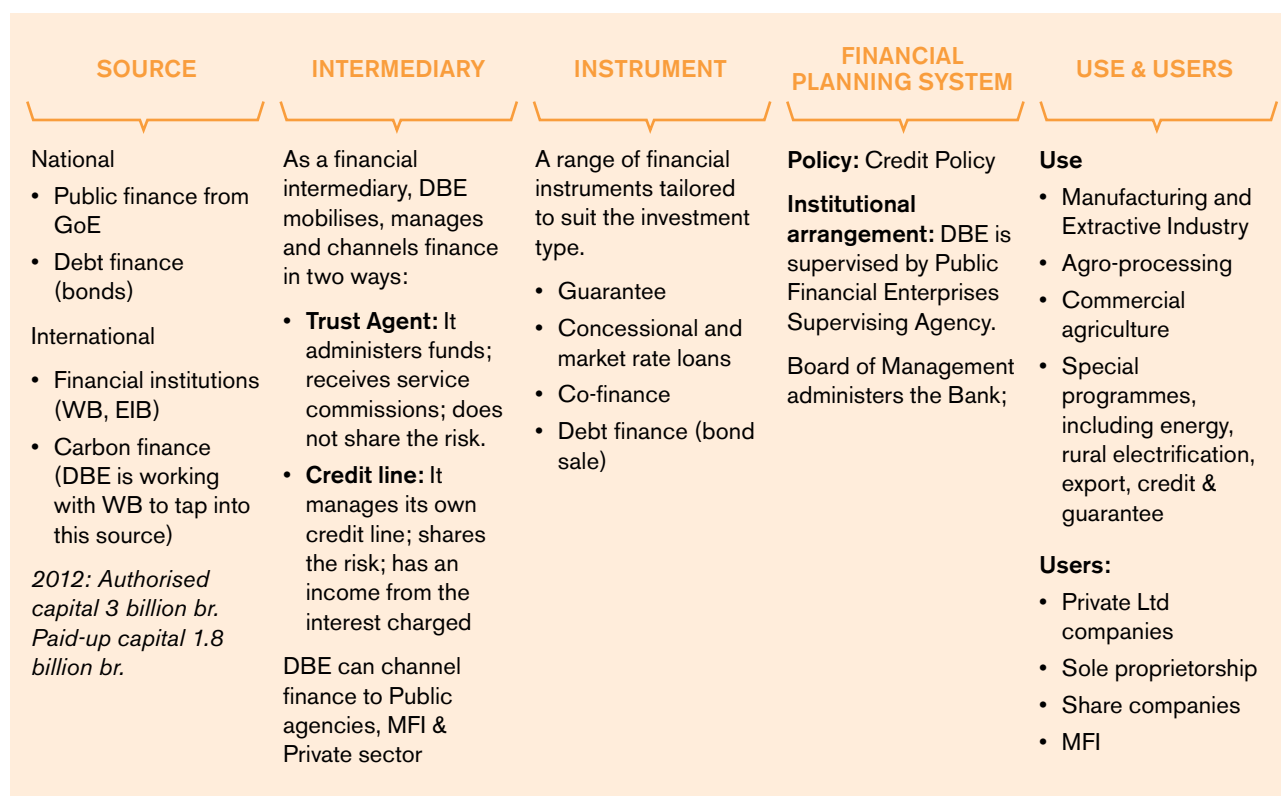 SOURCE
National
• Public finance from
GoE
• Debt finance
(bonds)
International
• Financial institutions
(WB, EIB)
• Carbon finance
(DBE is working
with WB to tap into
this source)
2012: Authorised
capital 3 billion br.
Paid-up capital 1.8
billion br.
INTERMEDIARY
As a financial
intermediary, DBE
mobilises, manages
and channels finance
in two ways:
• Trust Agent: It
administers funds;
receives service
commissions; does
not share the risk.
• Credit line: It
manages its own
credit line; shares
the risk; has an
income from the
interest charged
DBE can channel
finance to Public
agencies, MFI &
Private sector
INSTRUMENT
A range of financial
instruments tailored
to suit the investment
type.
• Guarantee
• Concessional and
market rate loans
• Co-finance
• Debt finance (bond
sale)
FINANCIAL
PLANNING SYSTEM
Policy: Credit Policy
Institutional
arrangement: DBE is
supervised by Public
Financial Enterprises
Supervising Agency.
Board of Management
administers the Bank;
USE & USERS
Use
• Manufacturing and
Extractive Industry
• Agro-processing
• Commercial
agriculture
• Special
programmes,
including energy,
rural electrification,
export, credit &
guarantee
Users:
• Private Ltd
companies
• Sole proprietorship
• Share companies
• MFI